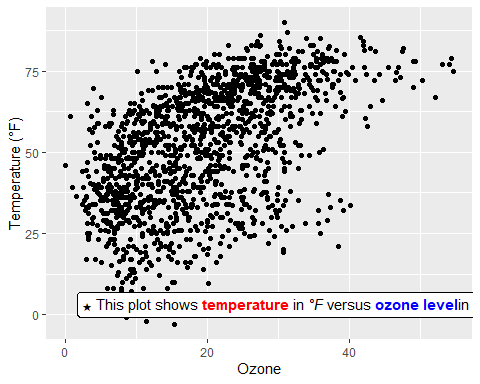 75
50
25
0
Temperature (°F)
★ This plot shows temperature in °F versus ozone levelin
0 20 40
Ozone